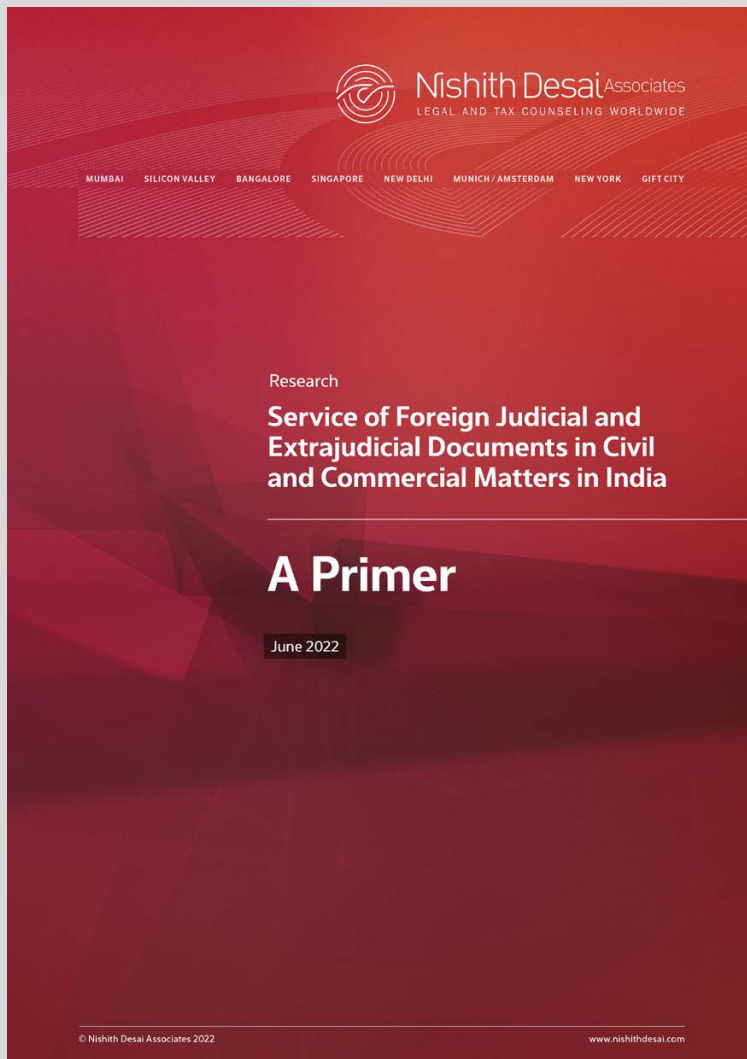 Nishith Desai Associates
LEGAL AND TAX COUNSELING WORLDWIDE
MUMBAI SILICON VALLEY BANGALORE SINGAPORE NEW DELHI MUNICH / AMSTERDAM NEW YORK GIFT CITY
Research
Service of Foreign Judicial and
Extrajudicial Documents in Civil
and Commercial Matters in India
A Primer
June 2022
© Nishith Desai Associates 2022 www.nishithdesai.com